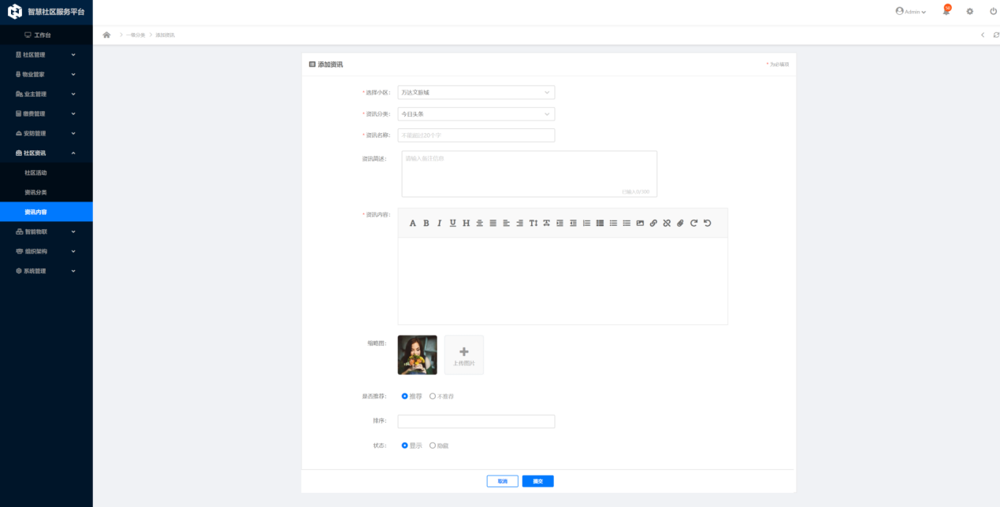 智慧社区服务平台
Admin
50
工作台
一级分类
添加资讯
社区管理
物业管家
业主管理
缴费管理
安防管理
社区资讯
社区活动
资讯分类
资讯内容
智能物联
组织架构
系统管理
添加资讯
* 为必填项
*选择小区:
万达文旅城
*资讯分类:
今日头条
*资讯名称:
不能超过20个字
资讯简述:
请输入备注信息
已输入0/300
*资讯内容:
缩略图:
上传图片
是否推荐:
推荐
不推荐
排序:
状态:
显示
隐藏
取消
提交